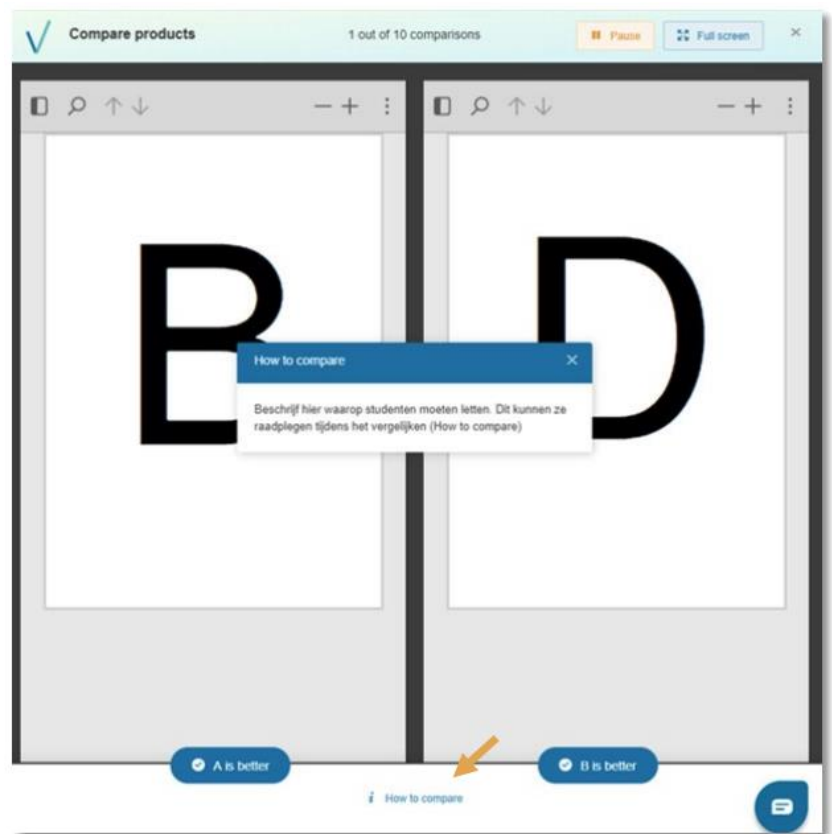 Compare products
1 out of 10 comparisons
Pause
Full screen
B
D
How to compare
Beschrijf hier waarop studenten moeten letten. Dit kunnen ze
raadplegen tijdens het vergelijken (How to compare)
A is better
B is better
i How to compare